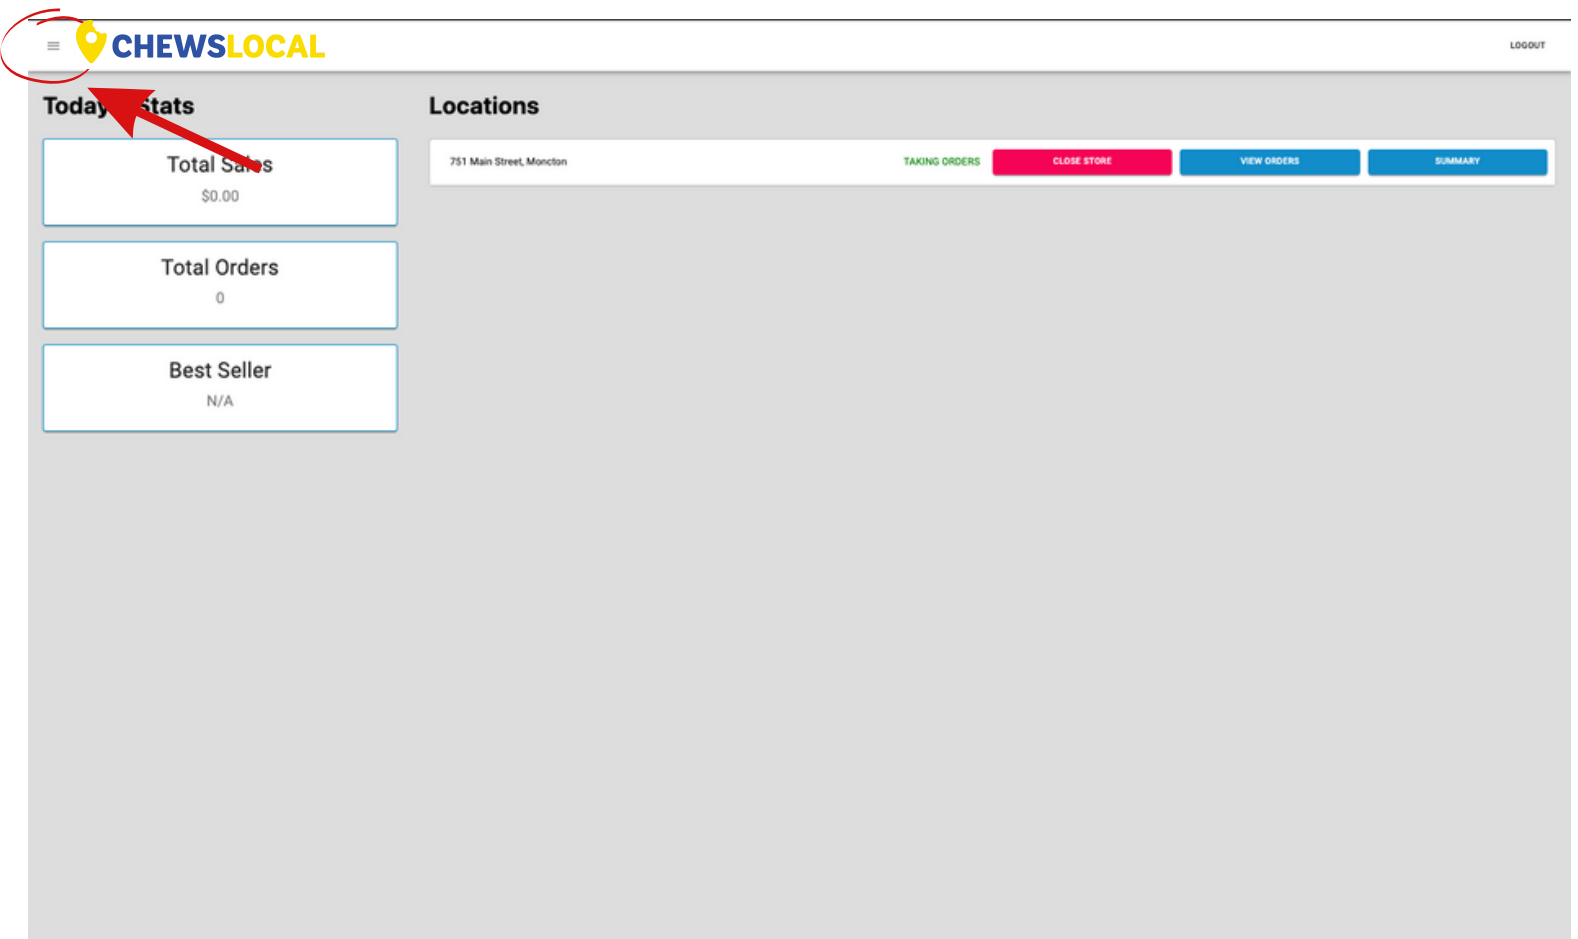 CHEWSLOCAL
LOGOUT
Today Stats
Locations
Total Sales
$0.00
751 Main Street, Moncton
TAKING ORDERS
CLOSE STORE
VIEW ORDERS
SUMMARY
Total Orders
0
Best Seller
N/A